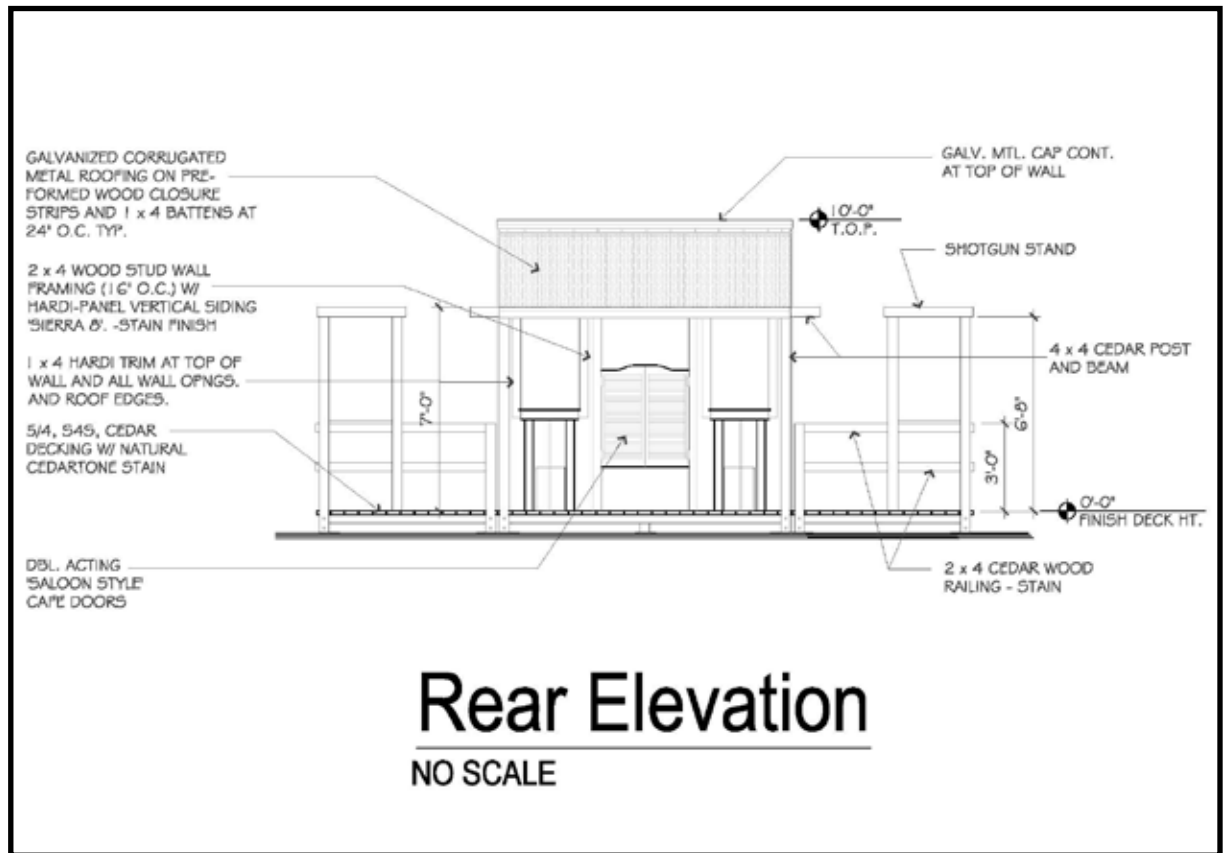 GALVANIZED CORRUGATED
METAL ROOFING ON PRE-
FORMED WOOD CLOSURE
STRIPS AND 1 x 4 BATTENS AT
24" O.C. TYP.
2 x 4 WOOD STUD WALL
FRAMING (16" O.C.) W/
HARDI-PANEL VERTICAL SIDING
'SIERRA 8'. -STAIN FINISH
1 x 4 HARDI TRIM AT TOP OF
WALL AND ALL WALL OPNGS.
AND ROOF EDGES.
5/4, S4S, CEDAR
DECKING W/ NATURAL
CEDARTONE STAIN
DBL. ACTING
'SALOON STYLE'
CAFE DOORS
7'-0"
GALV. MTL. CAP CONT.
AT TOP OF WALL
10'-0"
T.O.P.
SHOTGUN STAND
4 x 4 CEDAR POST
AND BEAM
6'-8"
3'-0"
0'-0"
FINISH DECK HT.
2 x 4 CEDAR WOOD
RAILING - STAIN
Rear Elevation
NO SCALE